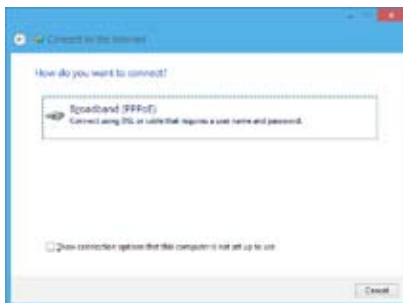 Connect to the Internet
How do you want to connect?
Broadband (PPPoE)
Connect using DSL or cable that requires a user name and password.
Show connection options that this computer is not set up to use
Cancel